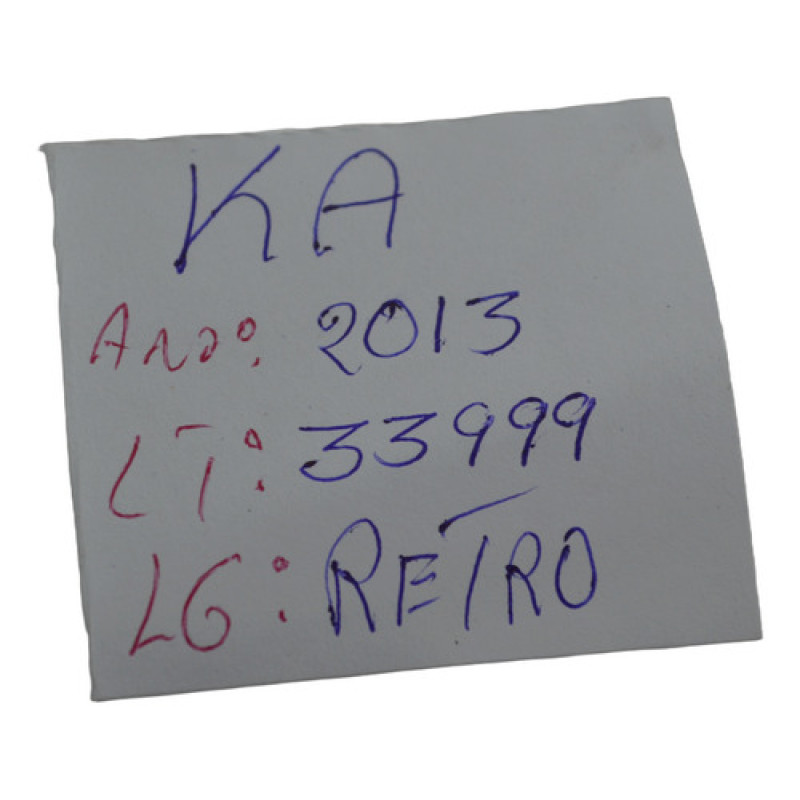 KA
Ano: 2013
LT: 33999
LG: RETRO